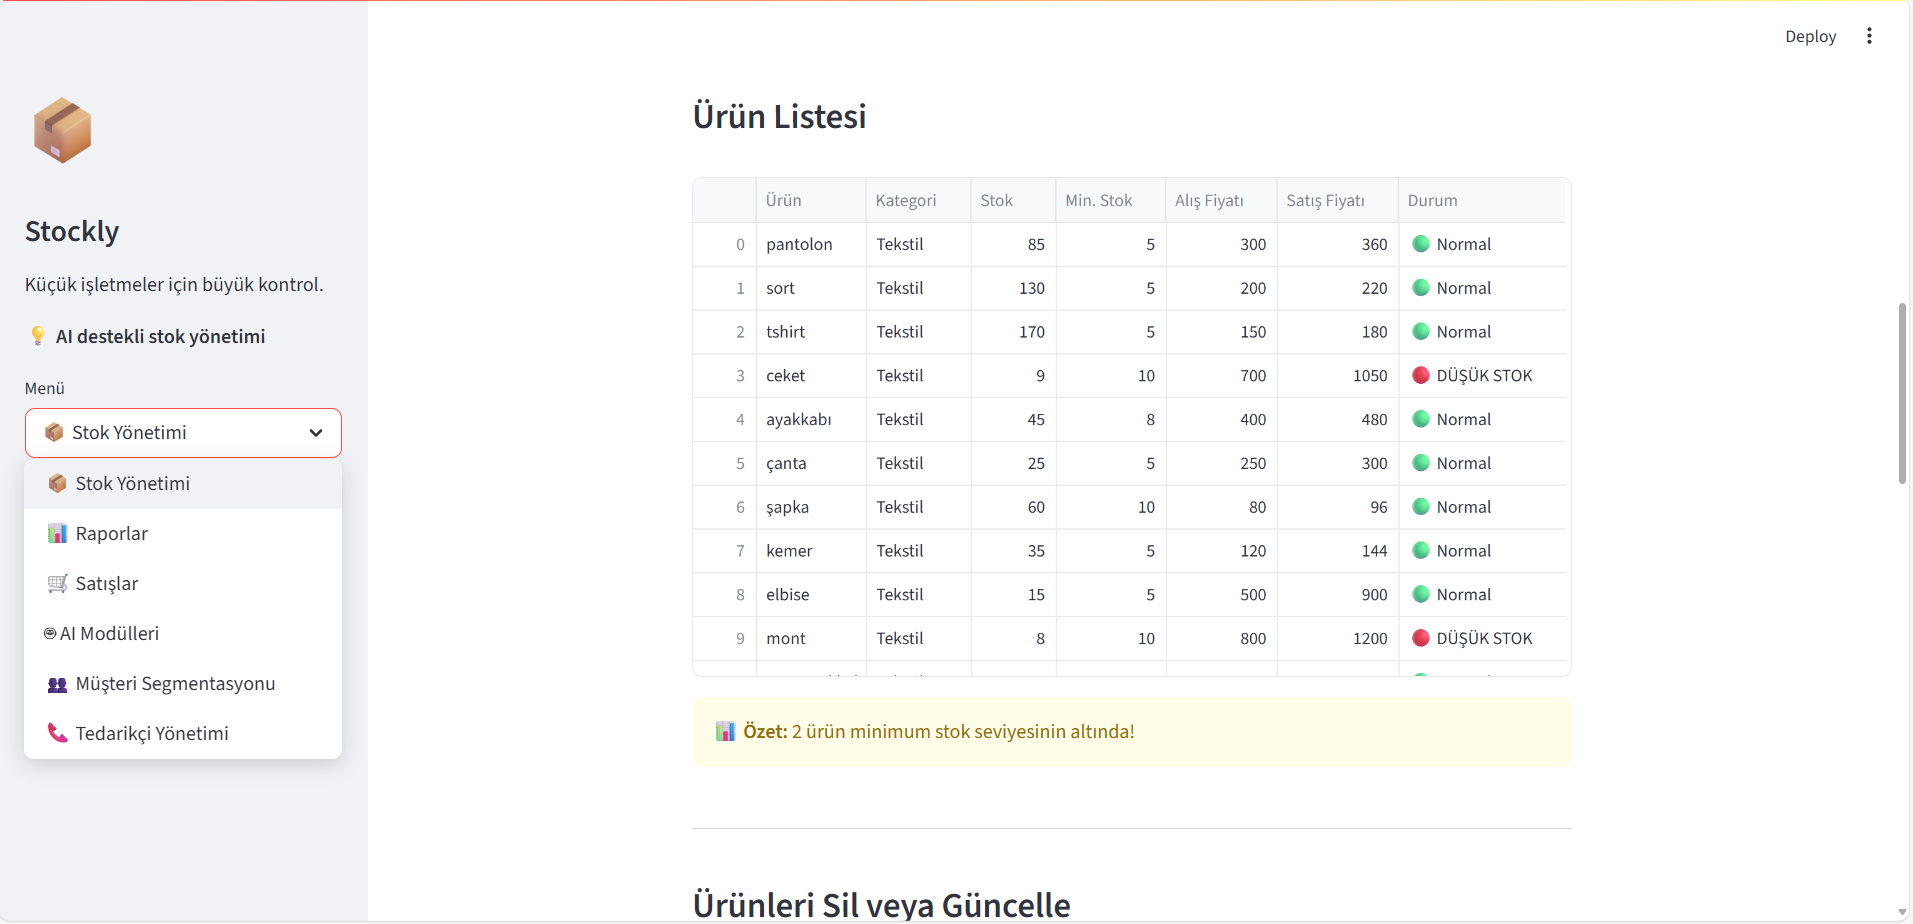 Deploy
Stockly
Küçük işletmeler için büyük kontrol.
AI destekli stok yönetimi
Menü
Stok Yönetimi
Stok Yönetimi
Raporlar
Satışlar
AI Modülleri
Müşteri Segmentasyonu
Tedarikçi Yönetimi
Ürün Listesi
Ürün Kategori Stok Min. Stok Alış Fiyatı Satış Fiyatı Durum
0 pantolon Tekstil 85 5 300 360 Normal
1 sort Tekstil 130 5 200 220 Normal
2 tshirt Tekstil 170 5 150 180 Normal
3 ceket Tekstil 9 10 700 1050 DÜŞÜK STOK
4 ayakkabı Tekstil 45 8 400 480 Normal
5 çanta Tekstil 25 5 250 300 Normal
6 şapka Tekstil 60 10 80 96 Normal
7 kemer Tekstil 35 5 120 144 Normal
8 elbise Tekstil 15 5 500 900 Normal
9 mont Tekstil 8 10 800 1200 DÜŞÜK STOK
Özet: 2 ürün minimum stok seviyesinin altında!
Ürünleri Sil veya Güncelle